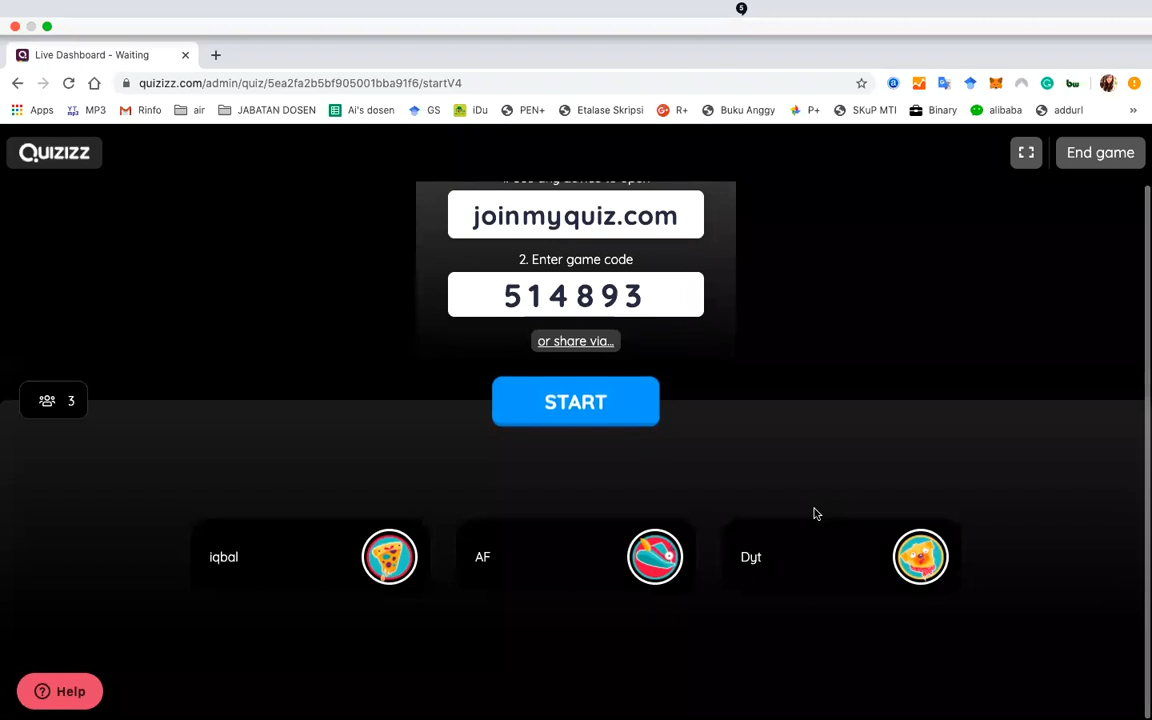 5
Live Dashboard - Waiting
quizizz.com/admin/quiz/5ea2fa2b5bf905001bba91f6/startV4
Apps MP3 Rinfo air JABATAN DOSEN Ai's dosen GS iDu PEN+ Etalase Skripsi R+ Buku Anggy P+ SKuP MTI Binary alibaba addurl »
Quizizz
End game
joinmyquiz.com
2. Enter game code
514893
or share via...
START
3
iqbal AF Dyt
Help